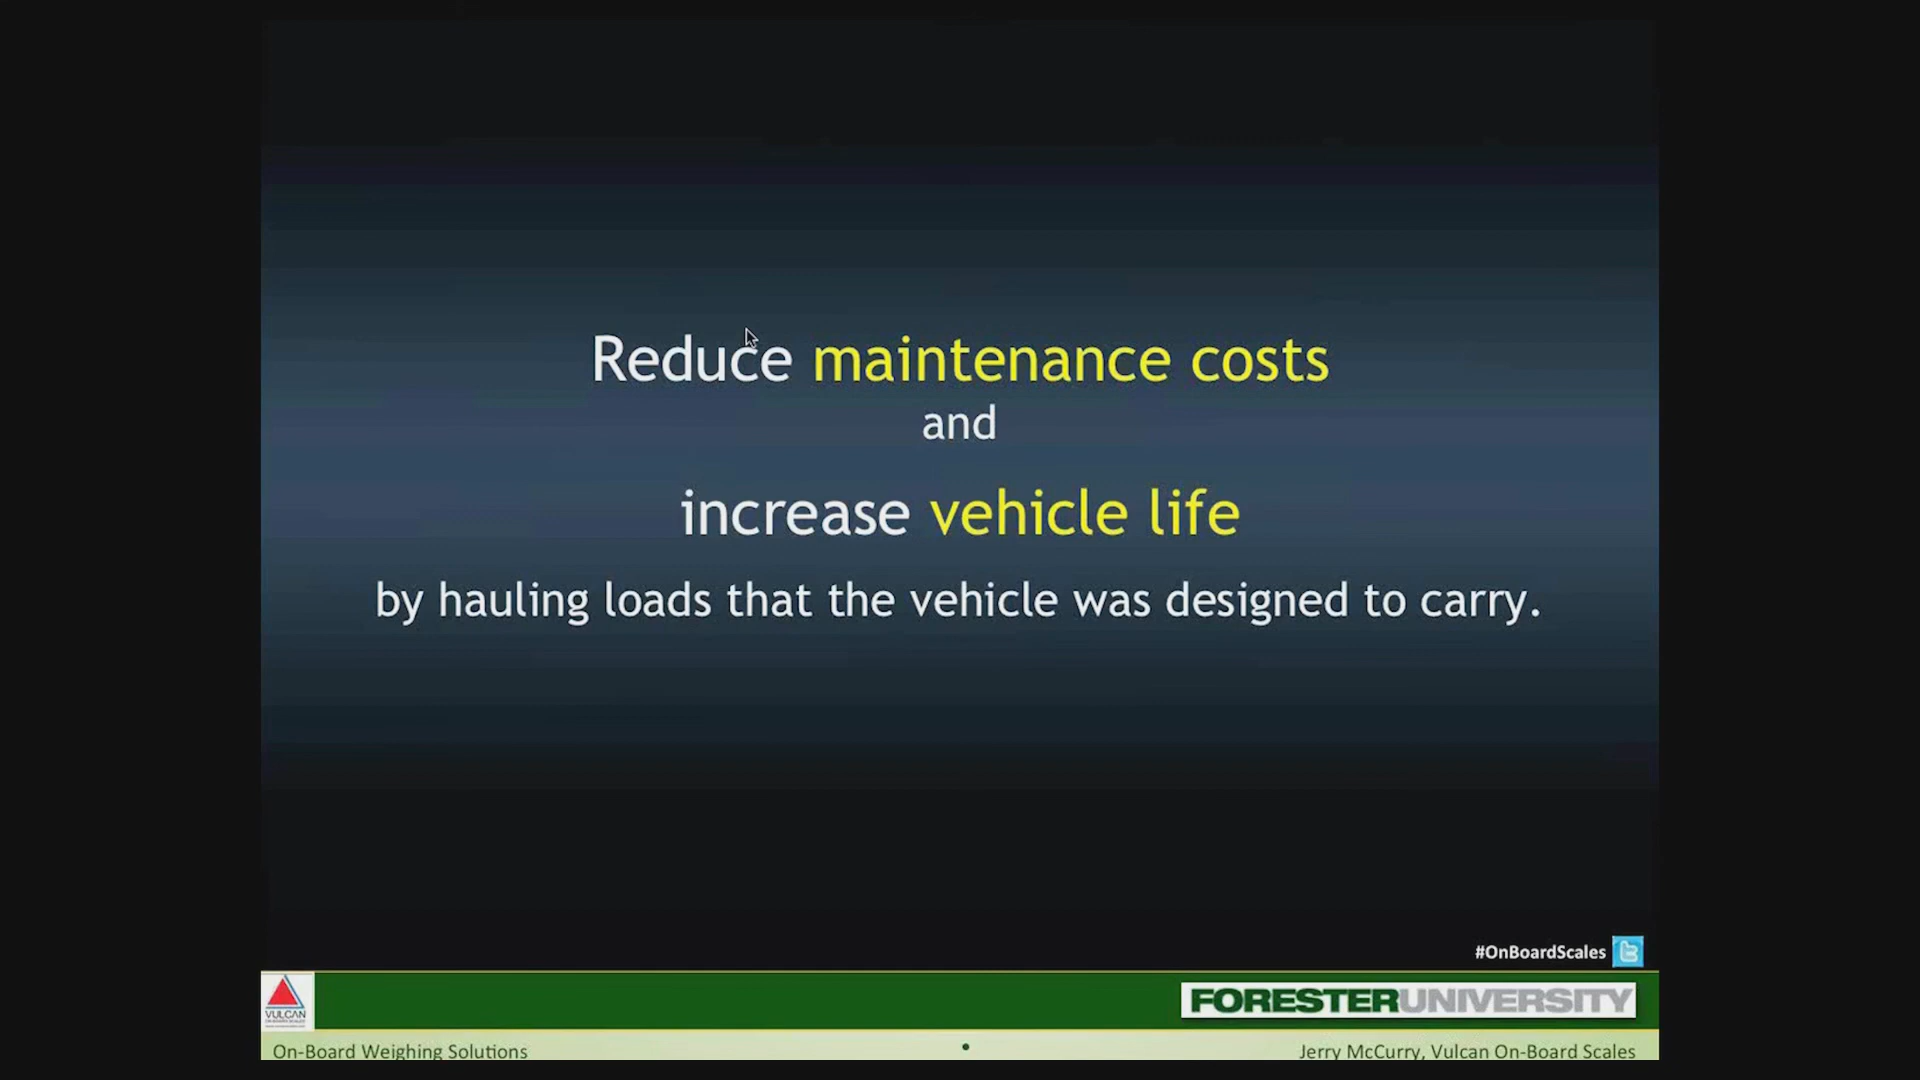 Reduce maintenance costs
and
increase vehicle life
by hauling loads that the vehicle was designed to carry.
#OnBoardScales
VULCAN
FORESTERUNIVERSITY
On-Board Weighing Solutions
Jerry McCurry, Vulcan On-Board Scales